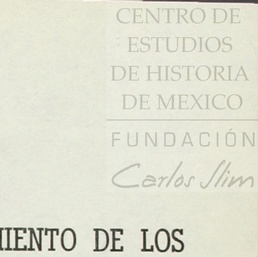 CENTRO DE
ESTUDIOS
DE HISTORIA
DE MEXICO
FUNDACIÓN
Carlos Slim
MIENTO DE LOS